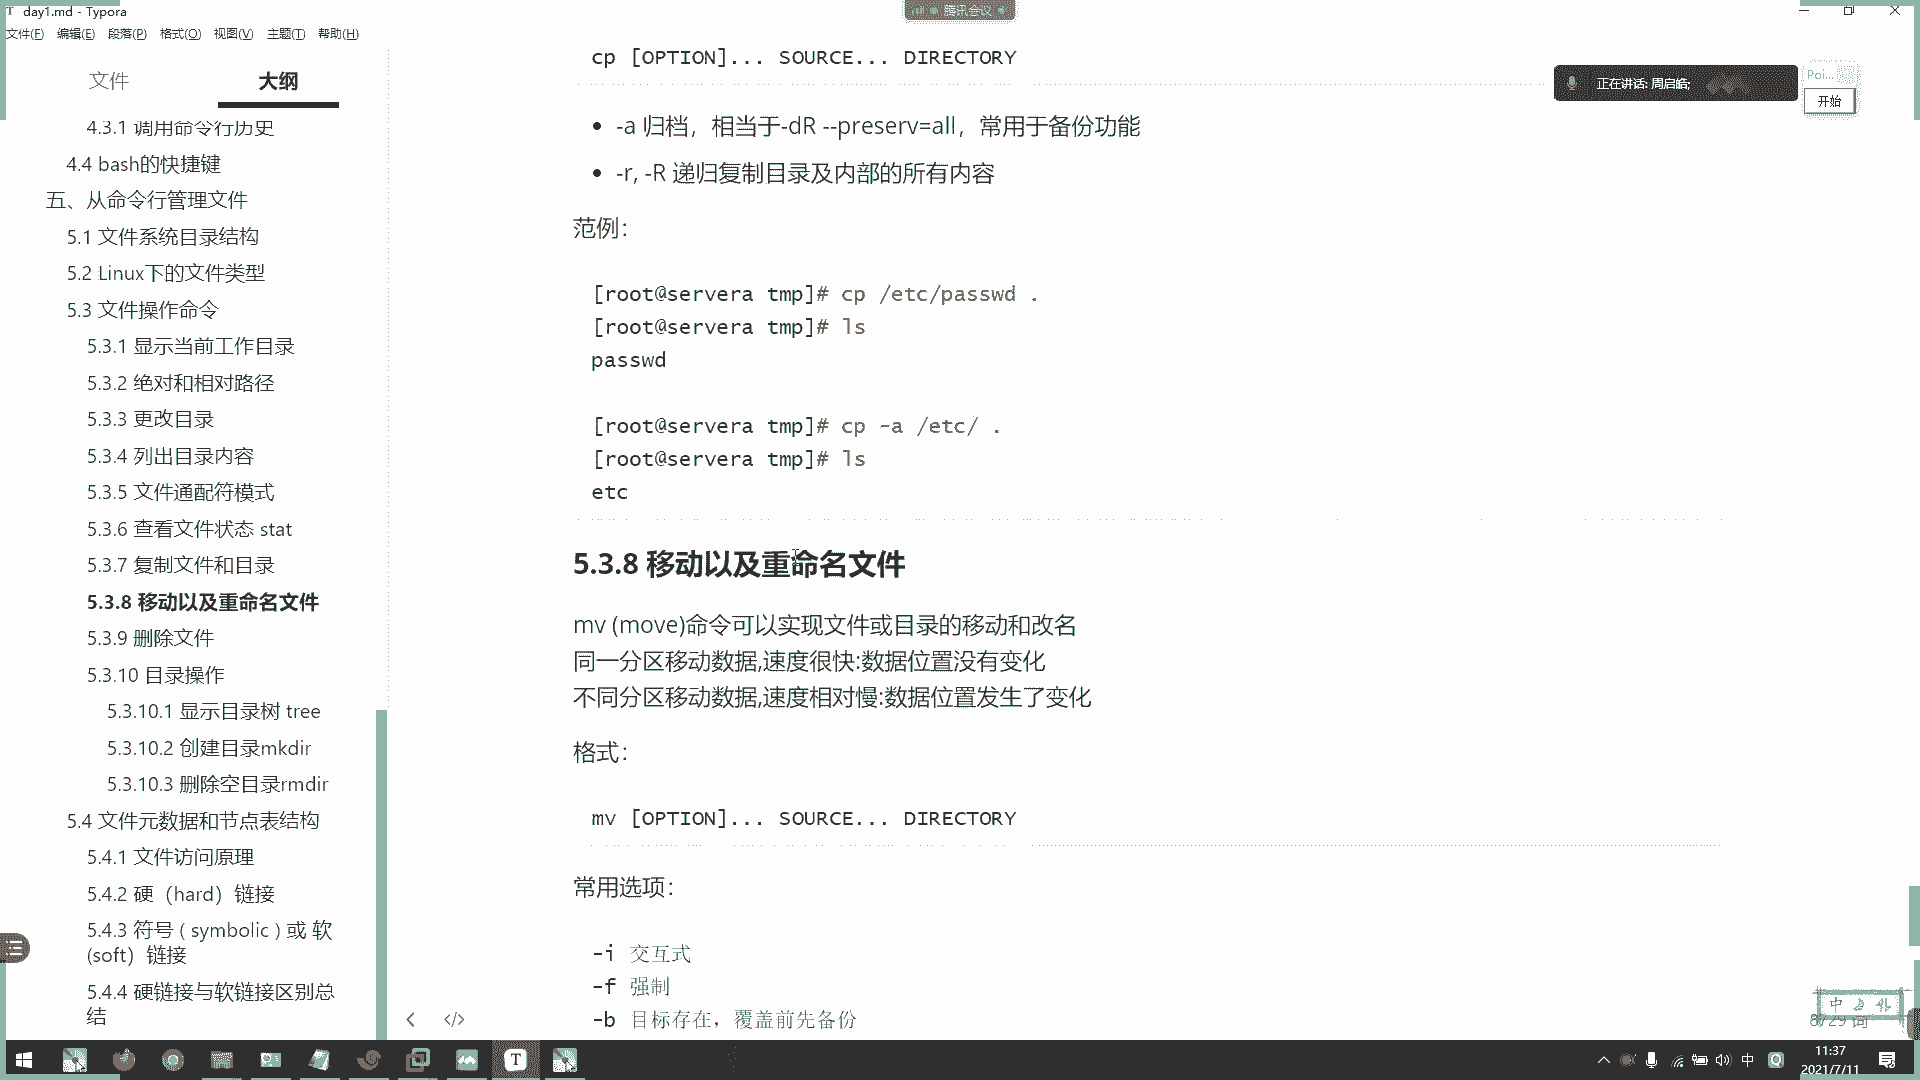 day1.md - Typora
腾讯会议
文件(F) 编辑(E) 段落(P) 格式(O) 视图(V) 主题(T) 帮助(H)
文件 大纲
4.3.1 调用命令行历史
4.4 bash的快捷键
五、从命令行管理文件
5.1 文件系统目录结构
5.2 Linux下的文件类型
5.3 文件操作命令
5.3.1 显示当前工作目录
5.3.2 绝对和相对路径
5.3.3 更改目录
5.3.4 列出目录内容
5.3.5 文件通配符模式
5.3.6 查看文件状态 stat
5.3.7 复制文件和目录
5.3.8 移动以及重命名文件
5.3.9 删除文件
5.3.10 目录操作
5.3.10.1 显示目录树 tree
5.3.10.2 创建目录mkdir
5.3.10.3 删除空目录rmdir
5.4 文件元数据和节点表结构
5.4.1 文件访问原理
5.4.2 硬（hard）链接
5.4.3 符号 ( symbolic ) 或 软
(soft）链接
5.4.4 硬链接与软链接区别总
结
cp [OPTION]... SOURCE... DIRECTORY
正在讲话: 周启皓;
Poi...
开始
-a 归档，相当于-dR --preserv=all，常用于备份功能
-r, -R 递归复制目录及内部的所有内容
范例：
[root@servera tmp]# cp /etc/passwd .
[root@servera tmp]# ls
passwd
[root@servera tmp]# cp -a /etc/ .
[root@servera tmp]# ls
etc
5.3.8 移动以及重命名文件
mv (move)命令可以实现文件或目录的移动和改名
同一分区移动数据,速度很快:数据位置没有变化
不同分区移动数据,速度相对慢:数据位置发生了变化
格式：
mv [OPTION]... SOURCE... DIRECTORY
常用选项：
-i 交互式
-f 强制
-b 目标存在，覆盖前先备份
中
</>
中
11:37
2021/7/11